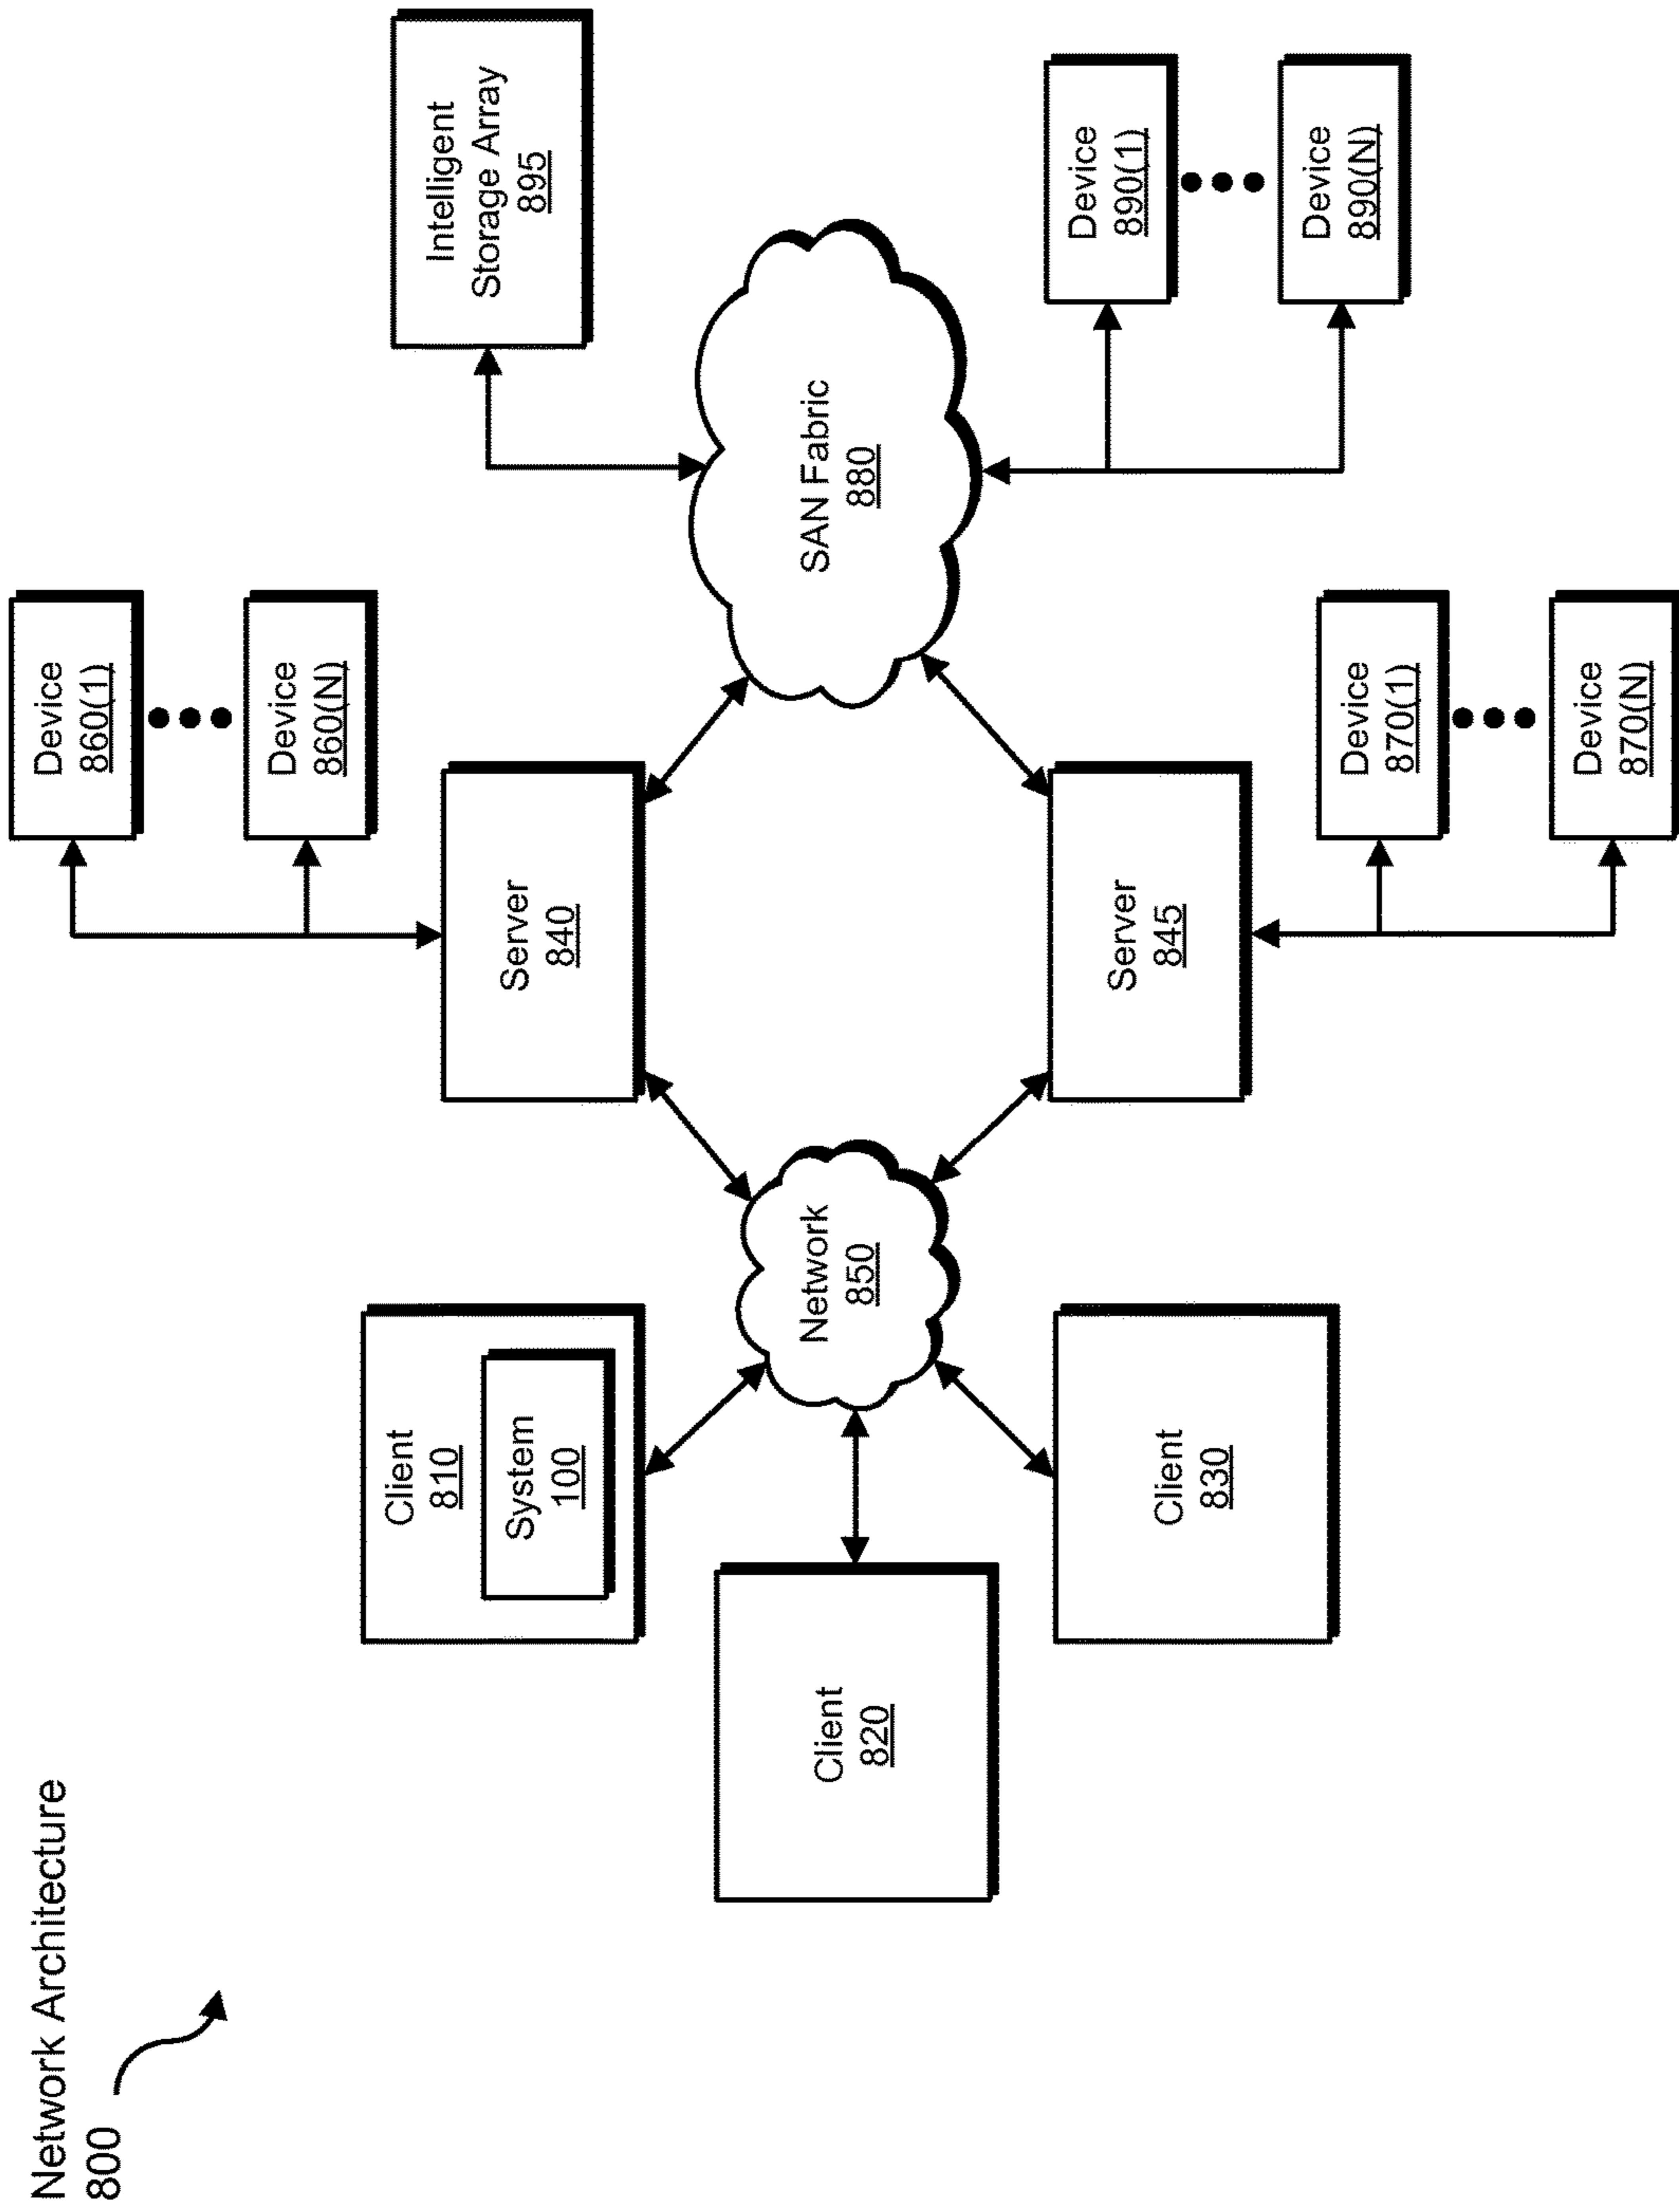 Network Architecture
800
Client
810
System
100
Client
820
Client
830
Network
850
Server
840
Server
845
Device
860(1)
Device
860(N)
Device
870(1)
Device
870(N)
SAN Fabric
880
Intelligent
Storage Array
895
Device
890(1)
Device
890(N)